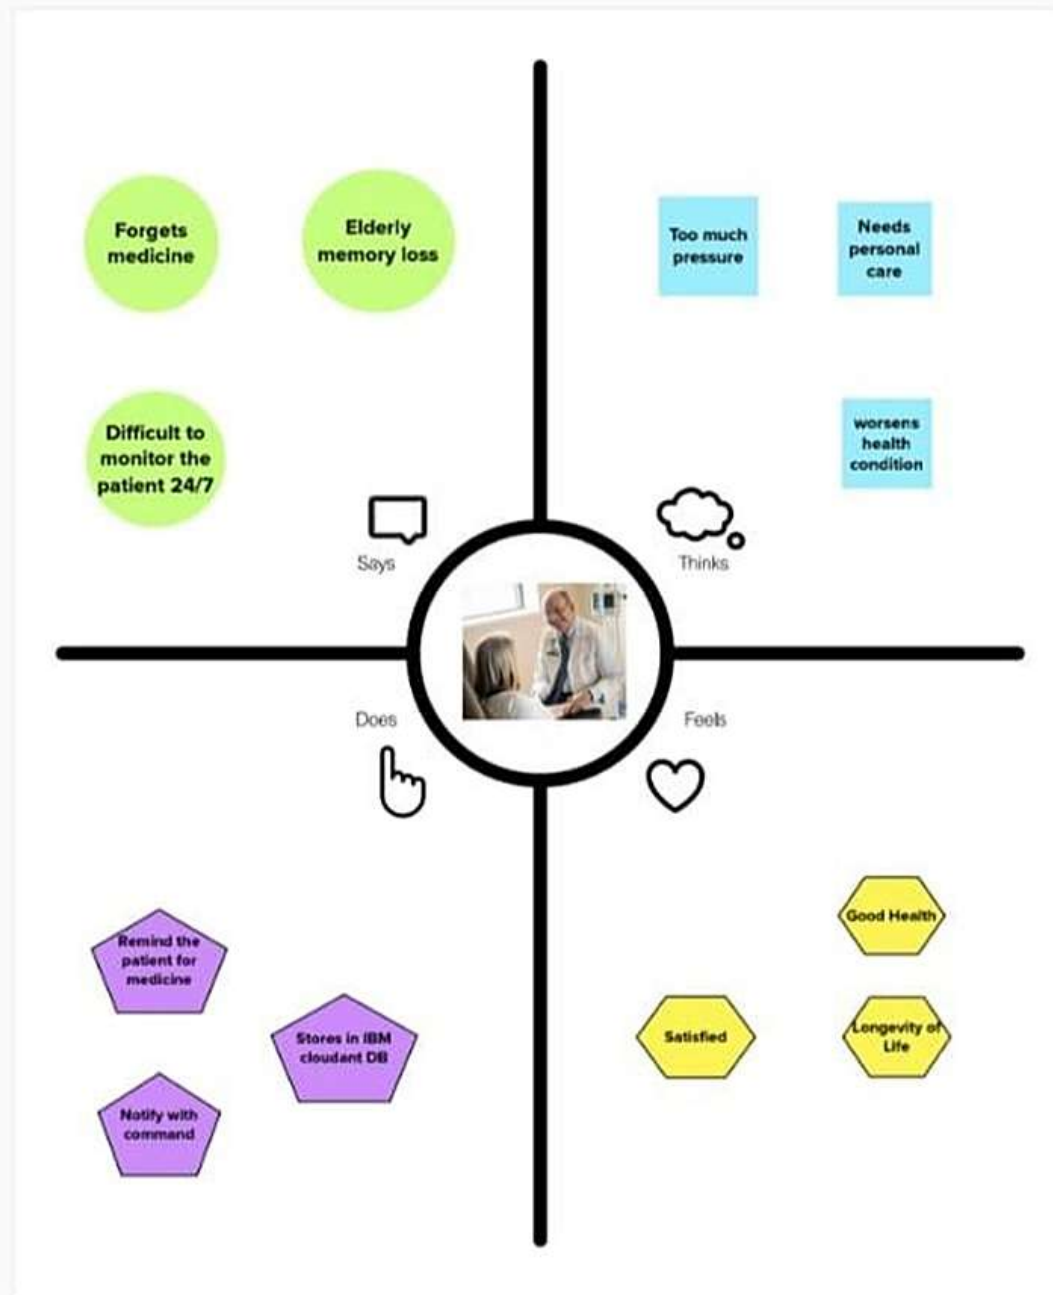 Forgets
medicine
Elderly
memory loss
Difficult to
monitor the
patient 24/7
Says
Too much
pressure
Needs
personal
care
worsens
health
condition
Thinks
Does
Remind the
patient for
medicine
Stores in IBM
cloudant DB
Notify with
command
Feels
Good Health
Satisfied
Longevity of
Life